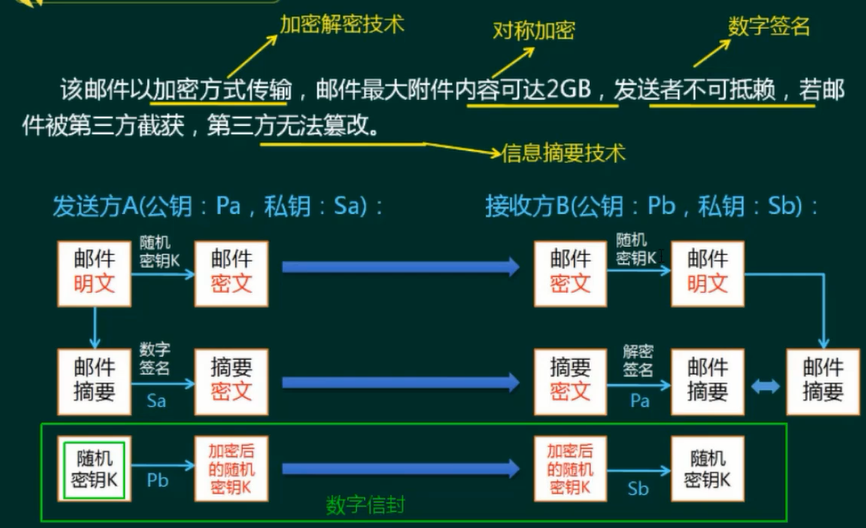 加密解密技术
对称加密
数字签名
该邮件以加密方式传输，邮件最大附件内容可达2GB，发送者不可抵赖，若邮
件被第三方截获，第三方无法篡改。
信息摘要技术
发送方A(公钥：Pa，私钥：Sa)：
接收方B(公钥：Pb，私钥：Sb)：
邮件
明文
随机
密钥K
邮件
密文
邮件
密文
随机
密钥K
邮件
明文
邮件
摘要
数字
签名
Sa
摘要
密文
摘要
密文
解密
签名
Pa
邮件
摘要
邮件
摘要
随机
密钥K
Pb
加密后
的随机
密钥K
加密后
的随机
密钥K
Sb
随机
密钥K
数字信封